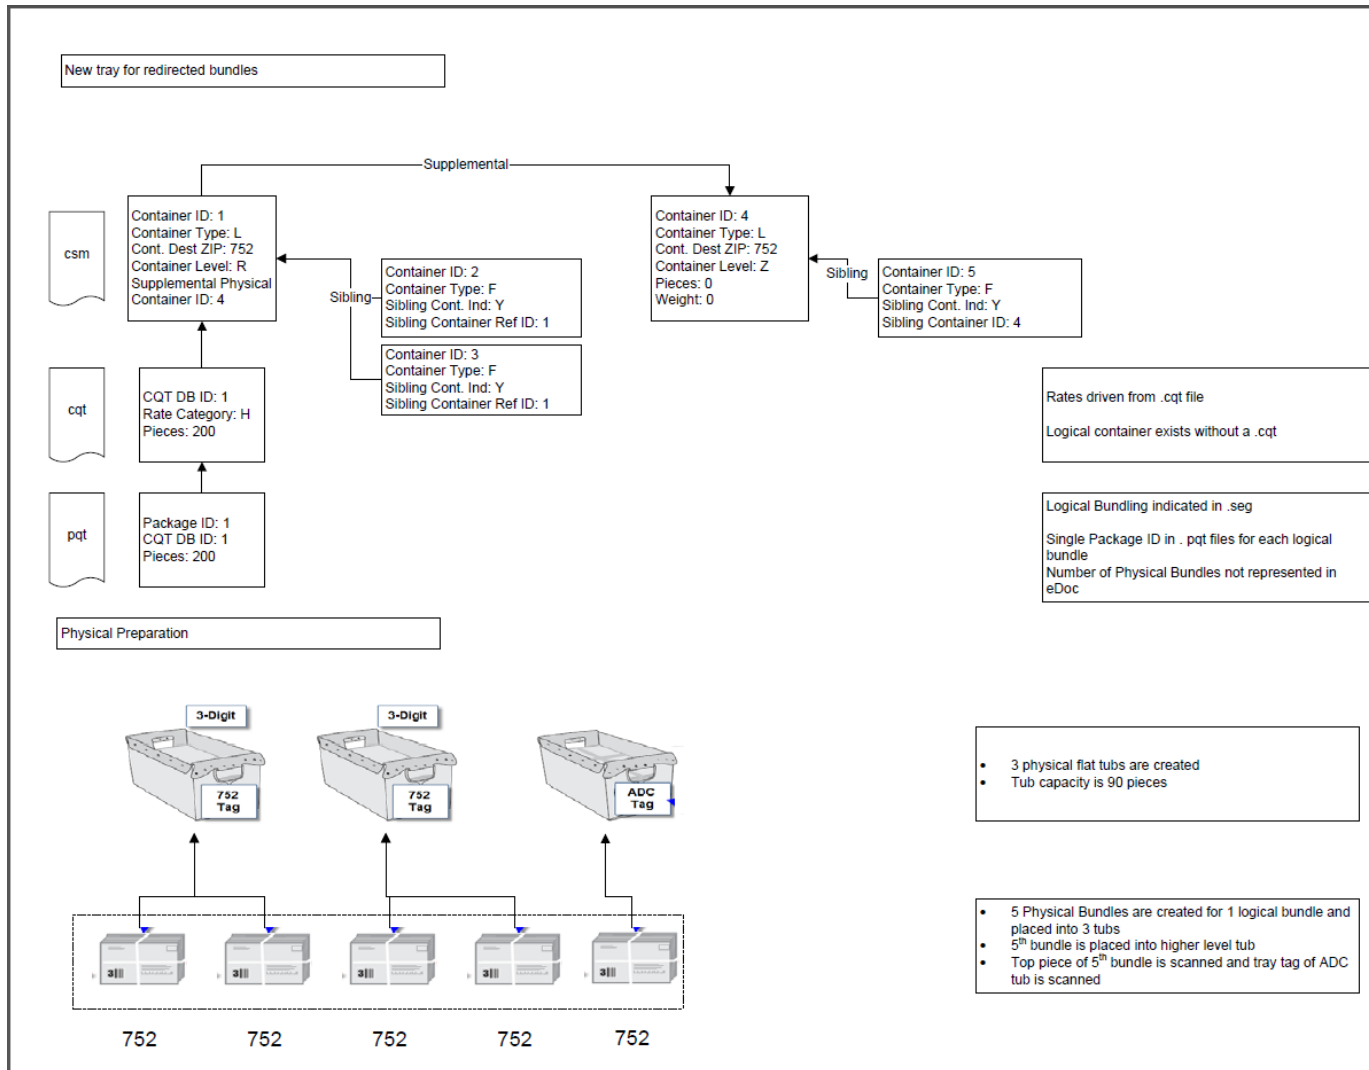 New tray for redirected bundles
Supplemental
csm
Container ID: 1
Container Type: L
Cont. Dest ZIP: 752
Container Level: R
Supplemental Physical
Container ID: 4
Sibling
Container ID: 2
Container Type: F
Sibling Cont. Ind: Y
Sibling Container Ref ID: 1
Container ID: 3
Container Type: F
Sibling Cont. Ind: Y
Sibling Container Ref ID: 1
Container ID: 4
Container Type: L
Cont. Dest ZIP: 752
Container Level: Z
Pieces: 0
Weight: 0
Sibling
Container ID: 5
Container Type: F
Sibling Cont. Ind: Y
Sibling Container ID: 4
cqt
CQT DB ID: 1
Rate Category: H
Pieces: 200
Rates driven from .cqt file
Logical container exists without a .cqt
pqt
Package ID: 1
CQT DB ID: 1
Pieces: 200
Logical Bundling indicated in .seg
Single Package ID in . pqt files for each logical
bundle
Number of Physical Bundles not represented in
eDoc
Physical Preparation
3-Digit
752
Tag
3-Digit
752
Tag
ADC
Tag
• 3 physical flat tubs are created
• Tub capacity is 90 pieces
3
3
3
3
3
• 5 Physical Bundles are created for 1 logical bundle and
placed into 3 tubs
• 5th bundle is placed into higher level tub
• Top piece of 5th bundle is scanned and tray tag of ADC
tub is scanned
752
752
752
752
752